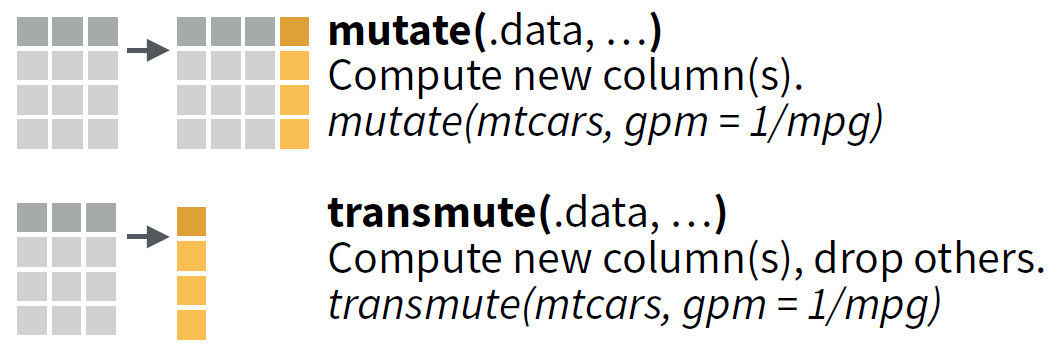 mutate(.data, …)
Compute new column(s).
mutate(mtcars, gpm = 1/mpg)
transmute(.data, …)
Compute new column(s), drop others.
transmute(mtcars, gpm = 1/mpg)